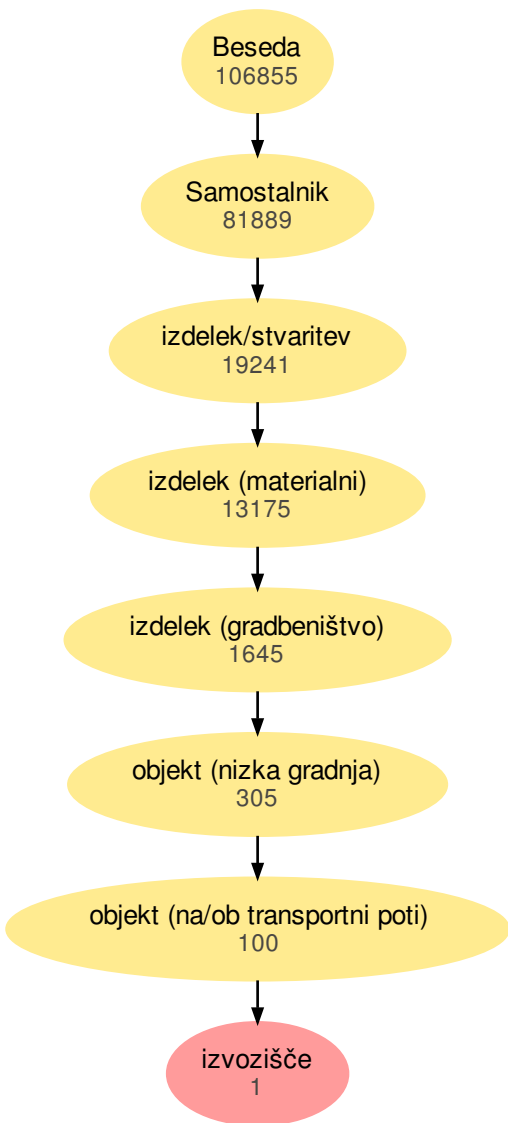 Beseda
106855
Samostalnik
81889
izdelek/stvaritev
19241
izdelek (materialni)
13175
izdelek (gradbeništvo)
1645
objekt (nizka gradnja)
305
objekt (na/ob transportni poti)
100
izvozišče
1